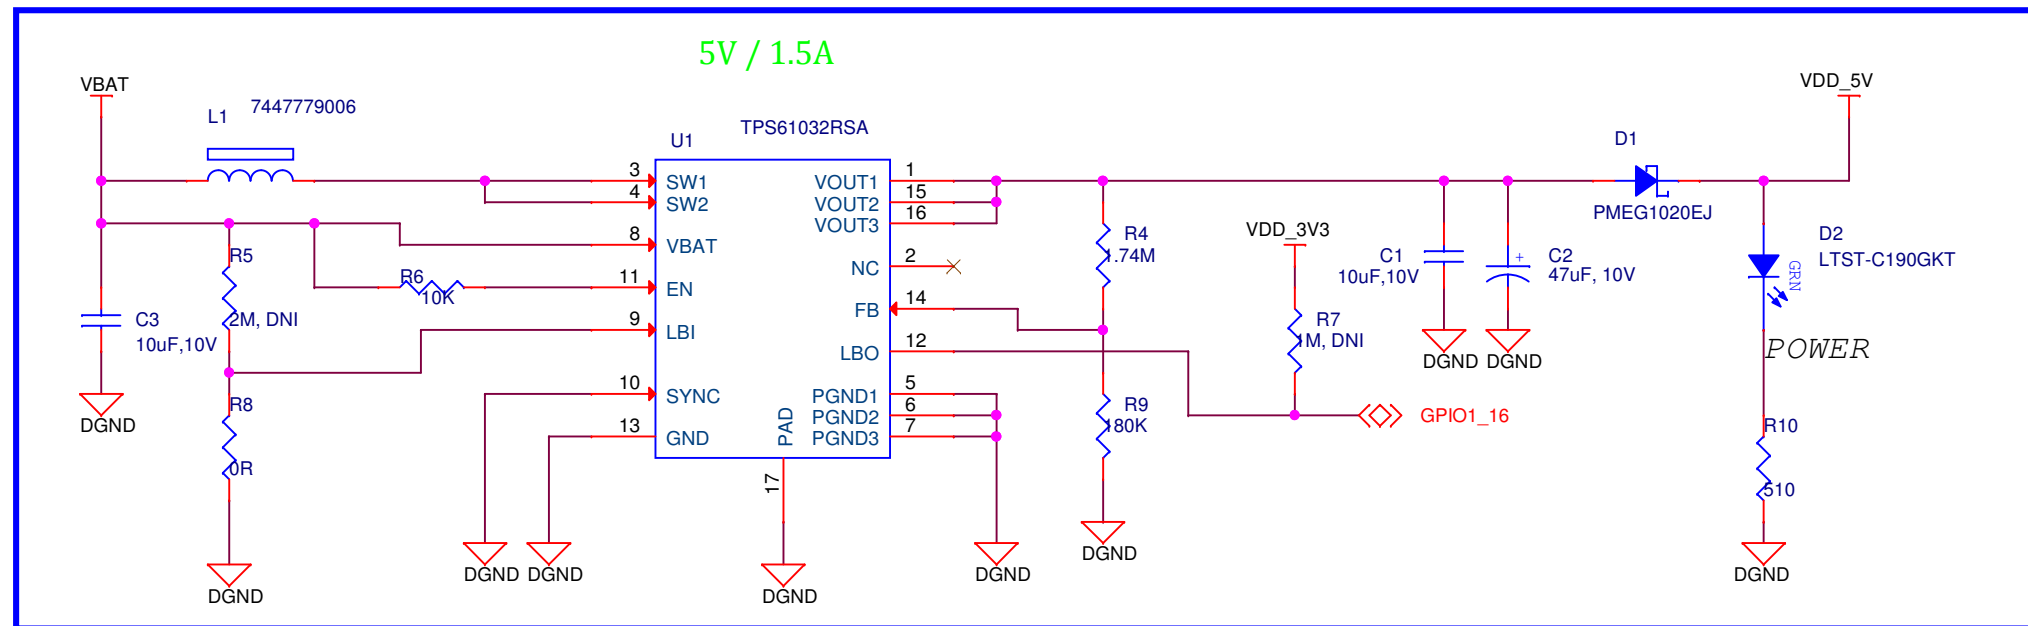 5V / 1.5A
VBAT
L1
7447779006
U1
TPS61032RSA
VDD_5V
D1
PMEG1020EJ
3
SW1
4
SW2
8
VBAT
11
EN
9
LBI
10
SYNC
13
GND
PAD
17
1
VOUT1
15
VOUT2
16
VOUT3
2
NC
14
FB
12
LBO
5
PGND1
6
PGND2
7
PGND3
R5
2M, DNI
R6
10K
C3
10uF,10V
DGND
R8
0R
DGND
DGND
DGND
DGND
DGND
R4
1.74M
R9
180K
DGND
VDD_3V3
R7
1M, DNI
GPIO1_16
C1
10uF,10V
DGND
+
C2
47uF, 10V
DGND
D2
LTST-C190GKT
GRN
POWER
R10
510
DGND